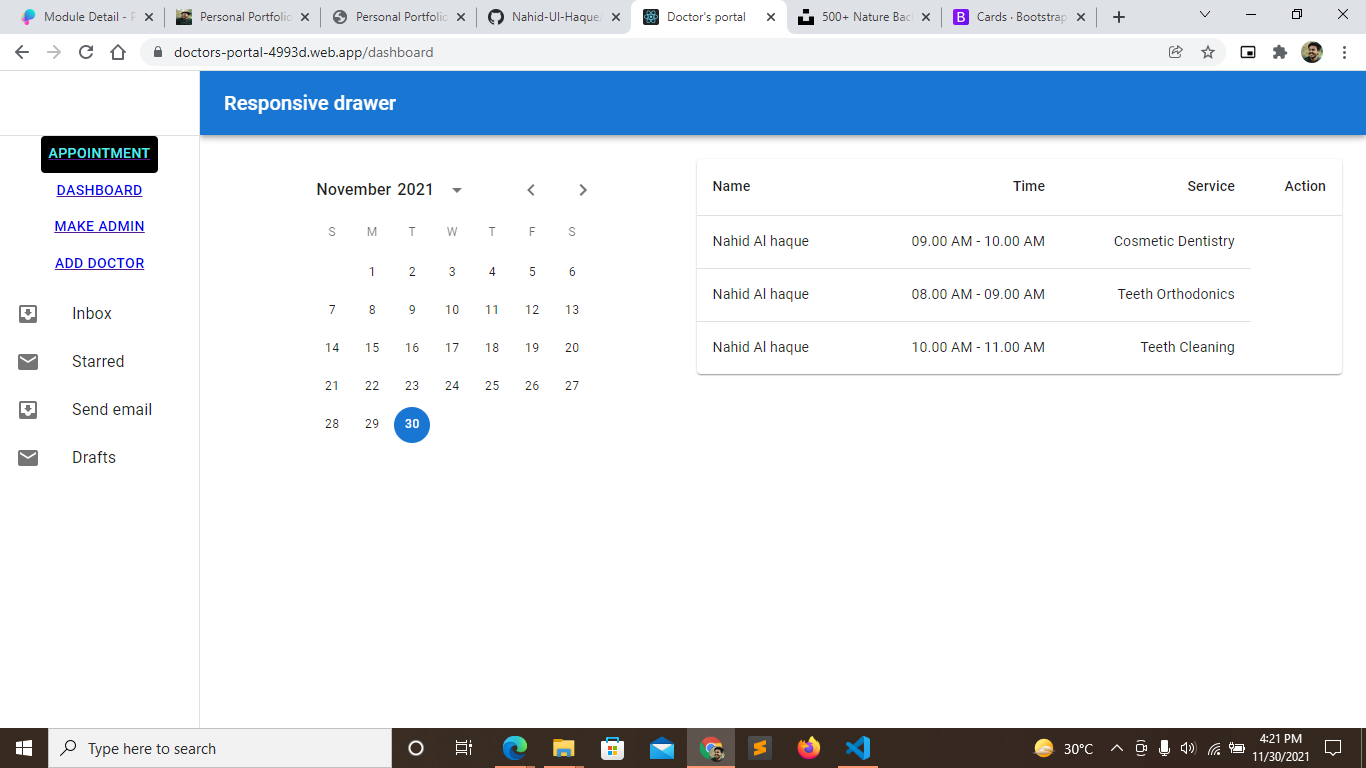 Module Detail - P
Personal Portfolio
Personal Portfolio
Nahid-Ul-Haque/
Doctor's portal
500+ Nature Bac
Cards · Bootstrap
doctors-portal-4993d.web.app/dashboard
Responsive drawer
APPOINTMENT
DASHBOARD
MAKE ADMIN
ADD DOCTOR
Inbox
Starred
Send email
Drafts
November 2021
S M T W T F S
1 2 3 4 5 6
7 8 9 10 11 12 13
14 15 16 17 18 19 20
21 22 23 24 25 26 27
28 29 30
Name Time Service Action
Nahid Al haque 09.00 AM - 10.00 AM Cosmetic Dentistry
Nahid Al haque 08.00 AM - 09.00 AM Teeth Orthodonics
Nahid Al haque 10.00 AM - 11.00 AM Teeth Cleaning
Type here to search
30°C
4:21 PM
11/30/2021